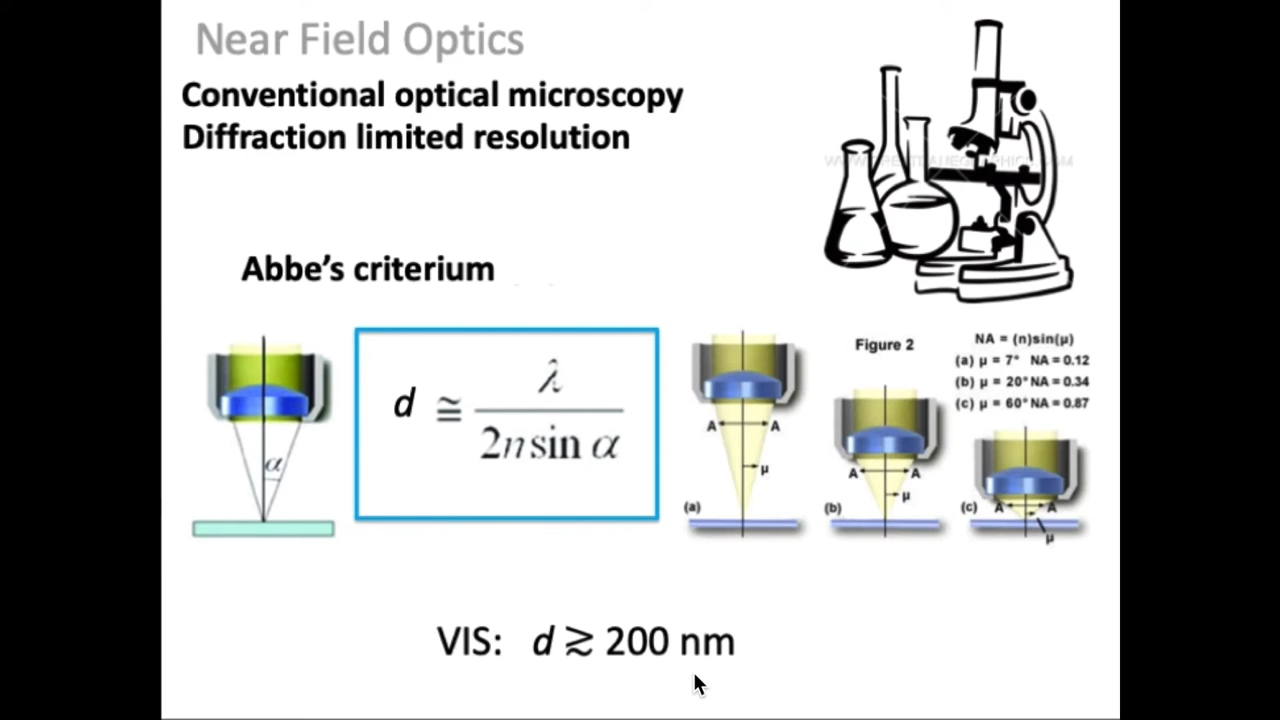 Near Field Optics
Conventional optical microscopy
Diffraction limited resolution
Abbe’s criterium
α
d ≅ λ / 2n sin α
Figure 2
NA = (n)sin(μ)
(a) μ = 7° NA = 0.12
(b) μ = 20° NA = 0.34
(c) μ = 60° NA = 0.87
A A
μ
(a)
A A
μ
(b)
A A
μ
(c)
VIS: d ≳ 200 nm